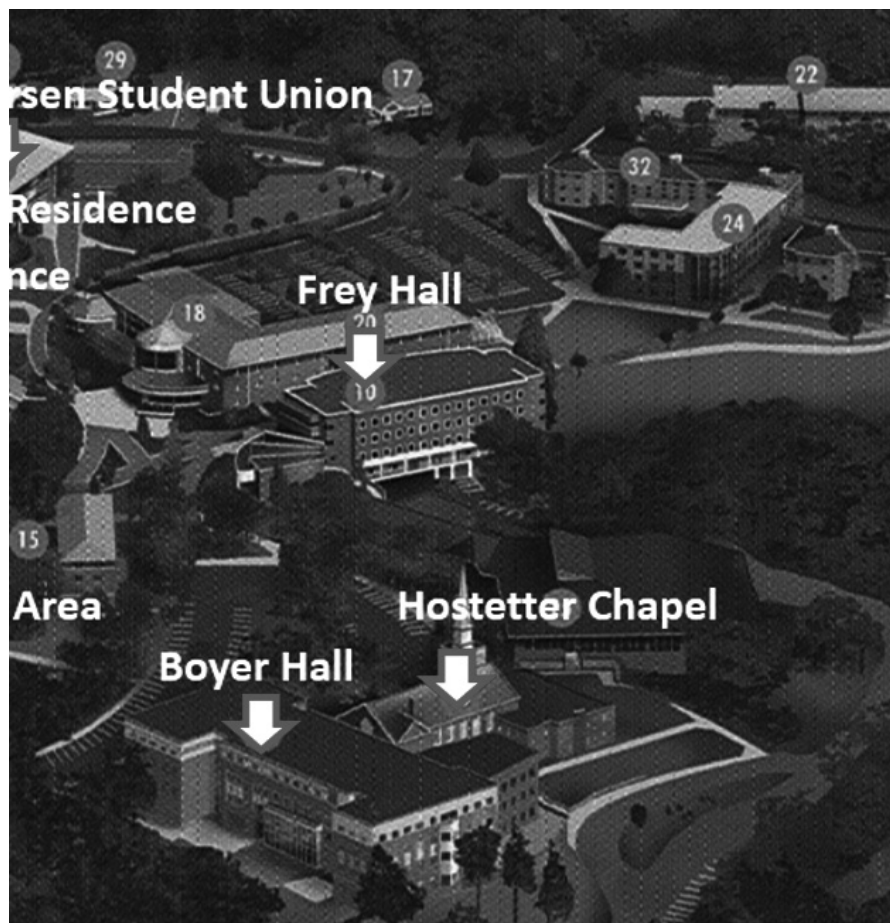 29
17
22
rsen Student Union
32
Residence
24
nce
Frey Hall
18
20
10
15
Area
Hostetter Chapel
Boyer Hall